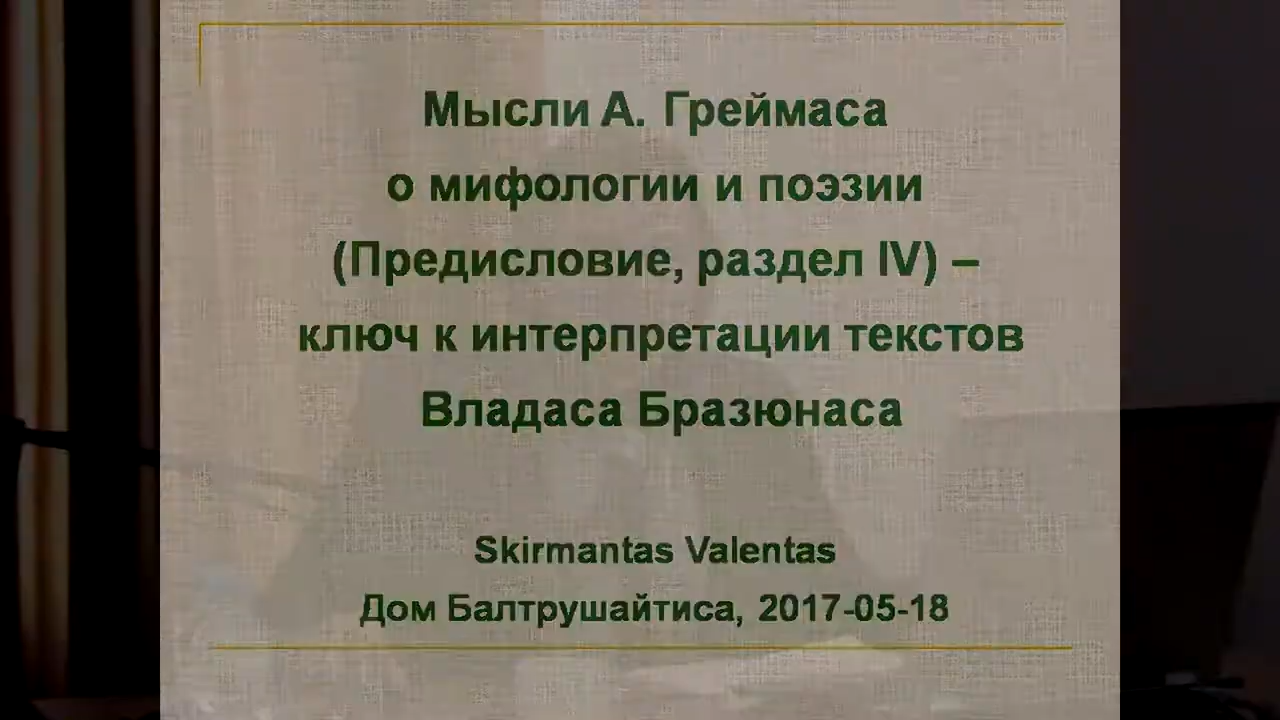 Мысли А. Греймаса
о мифологии и поэзии
(Предисловие, раздел IV) –
ключ к интерпретации текстов
Владаса Бразюнаса
Skirmantas Valentas
Дом Балтрушайтиса, 2017-05-18